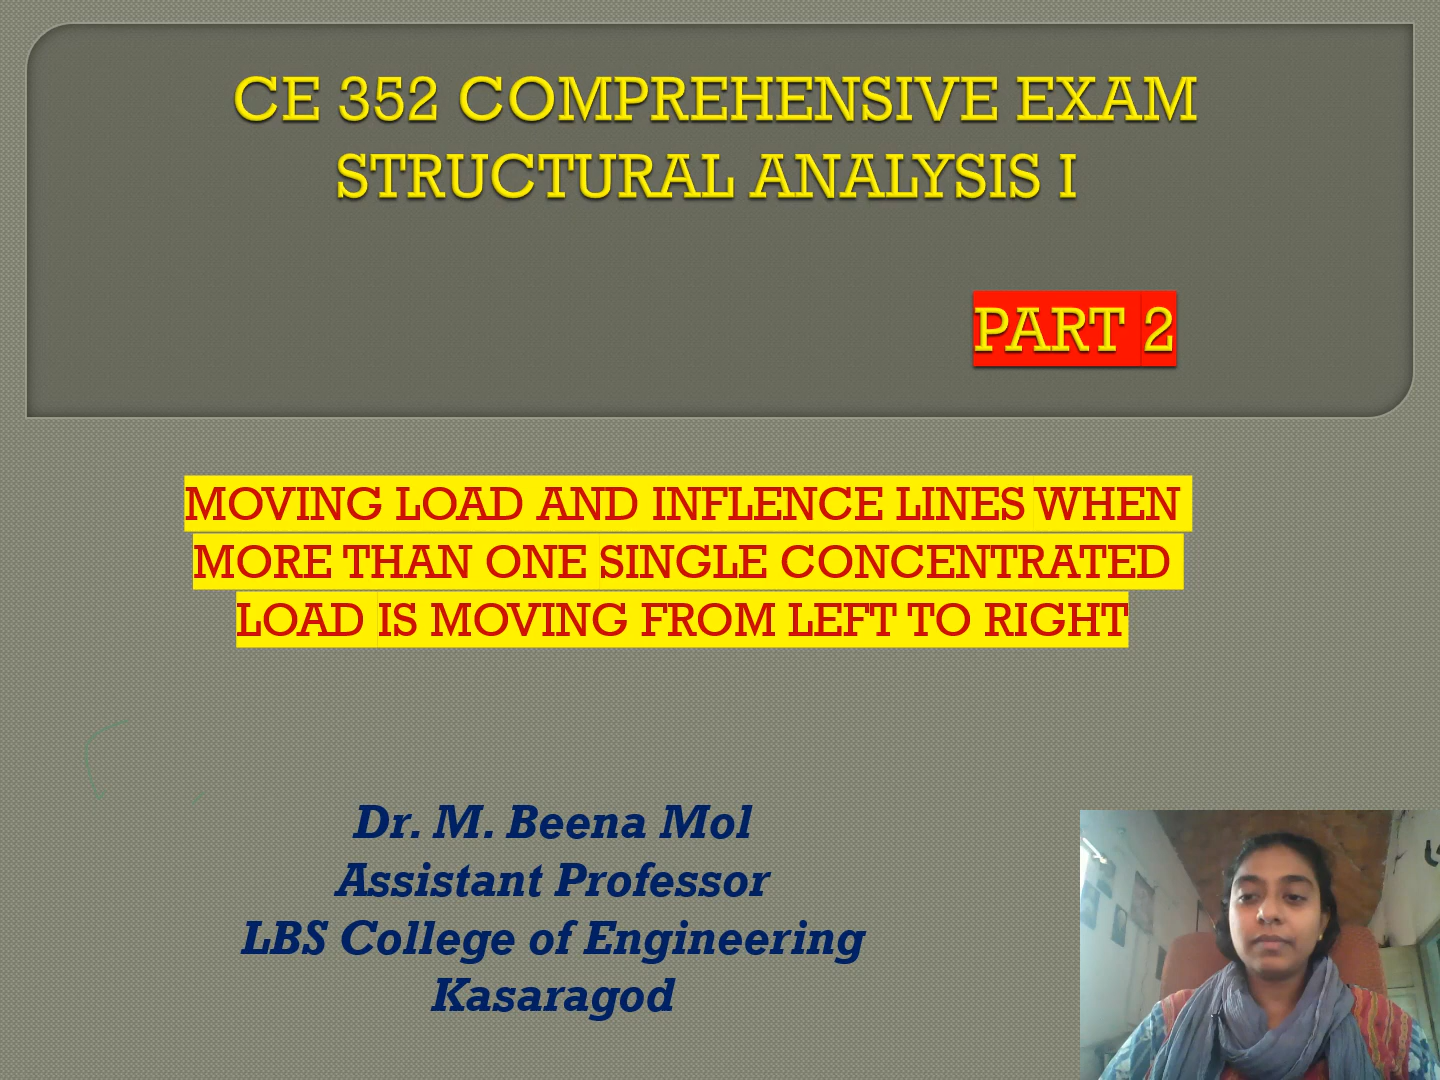 CE 352 COMPREHENSIVE EXAM
STRUCTURAL ANALYSIS I
PART 2
MOVING LOAD AND INFLENCE LINES WHEN
MORE THAN ONE SINGLE CONCENTRATED
LOAD IS MOVING FROM LEFT TO RIGHT
Dr. M. Beena Mol
Assistant Professor
LBS College of Engineering
Kasaragod